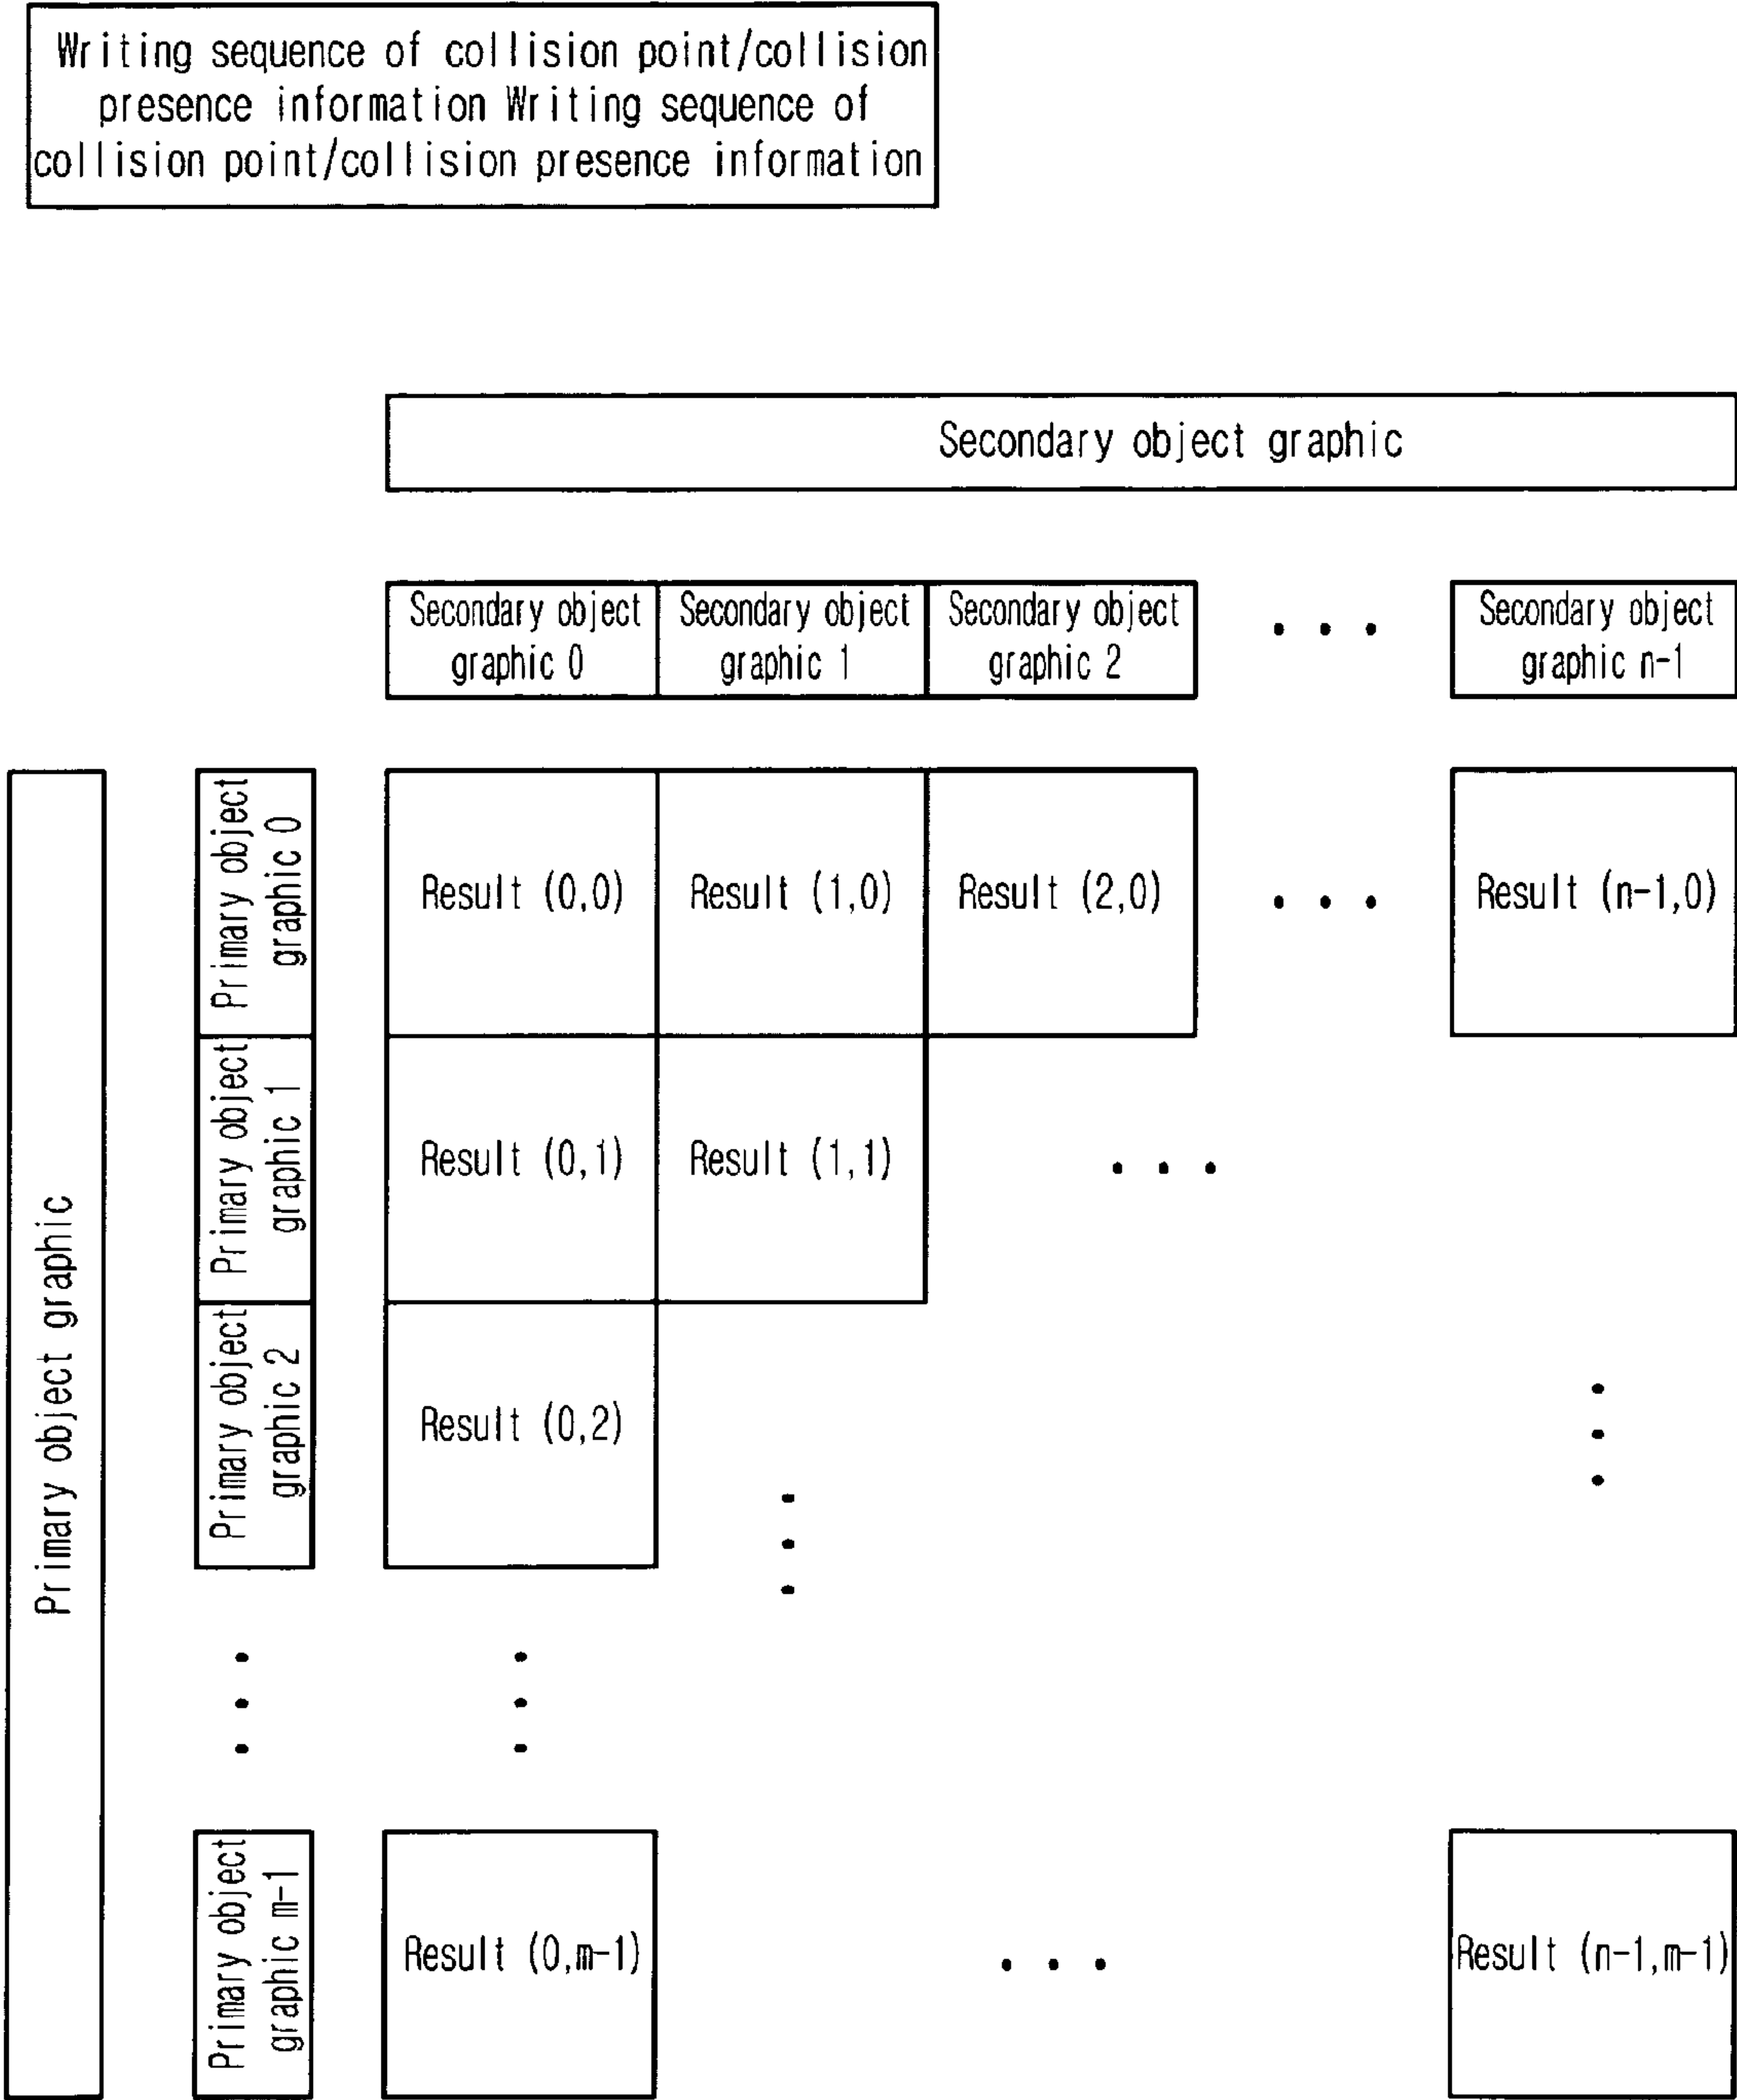 Writing sequence of collision point/collision
presence information Writing sequence of
collision point/collision presence information
Secondary object graphic
Secondary object
graphic 0
Secondary object
graphic 1
Secondary object
graphic 2
. . .
Secondary object
graphic n-1
Primary object graphic
Primary object
graphic 0
Result (0,0)
Result (1,0)
Result (2,0)
. . .
Result (n-1,0)
Primary object
graphic 1
Result (0,1)
Result (1,1)
. . .
Primary object
graphic 2
Result (0,2)
Primary object
graphic m-1
Result (0,m-1)
. . .
Result (n-1,m-1)